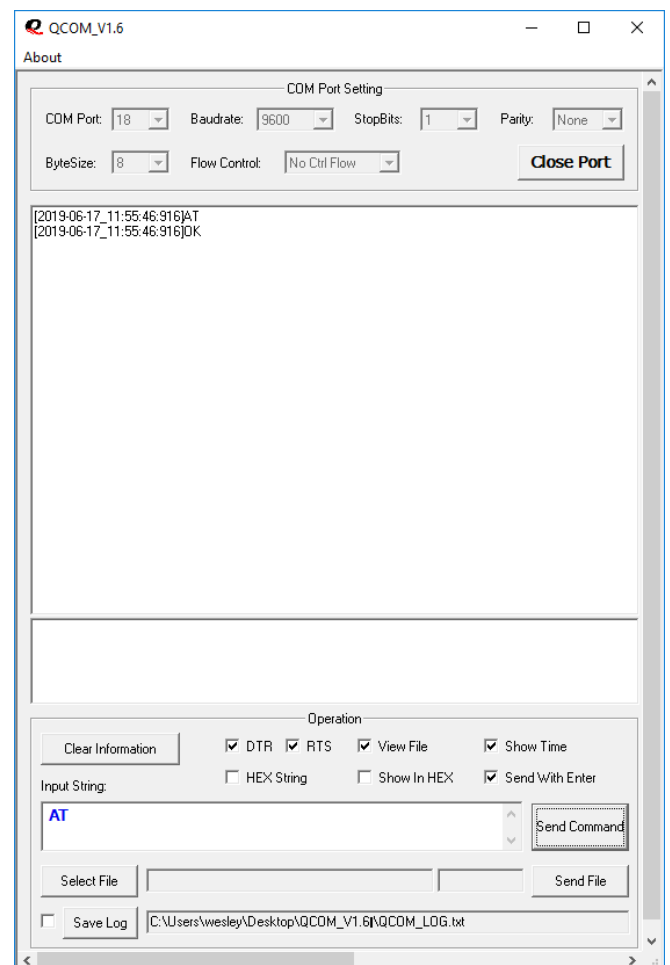 QCOM_V1.6
About
COM Port Setting
COM Port: 18 Baudrate: 9600 StopBits: 1 Parity: None
ByteSize: 8 Flow Control: No Ctrl Flow Close Port
[2019-06-17_11:55:46:916]AT
[2019-06-17_11:55:46:916]OK
Operation
Clear Information DTR RTS View File Show Time
HEX String Show In HEX Send With Enter
Input String:
AT
Send Command
Select File Send File
Save Log C:\Users\wesley\Desktop\QCOM_V1.6\QCOM_LOG.txt